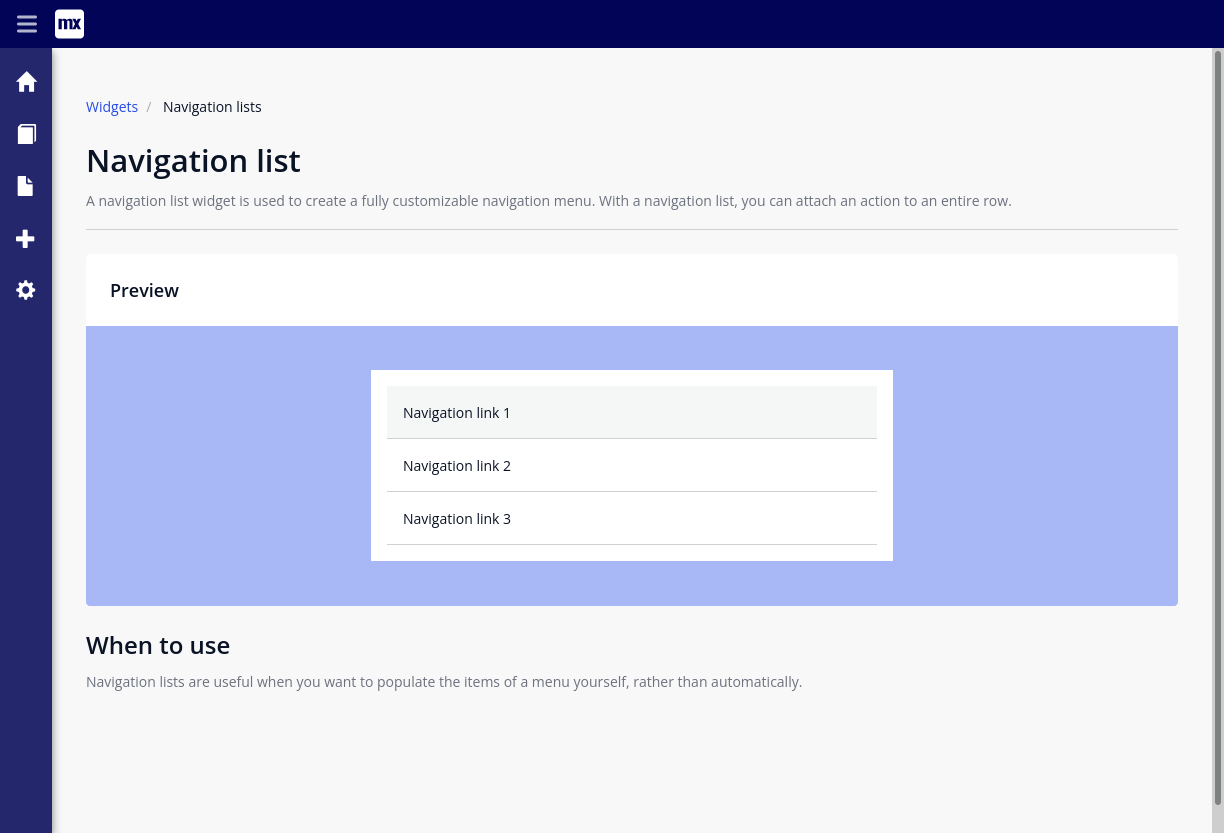 mx
Widgets / Navigation lists
Navigation list
A navigation list widget is used to create a fully customizable navigation menu. With a navigation list, you can attach an action to an entire row.
Preview
Navigation link 1
Navigation link 2
Navigation link 3
When to use
Navigation lists are useful when you want to populate the items of a menu yourself, rather than automatically.